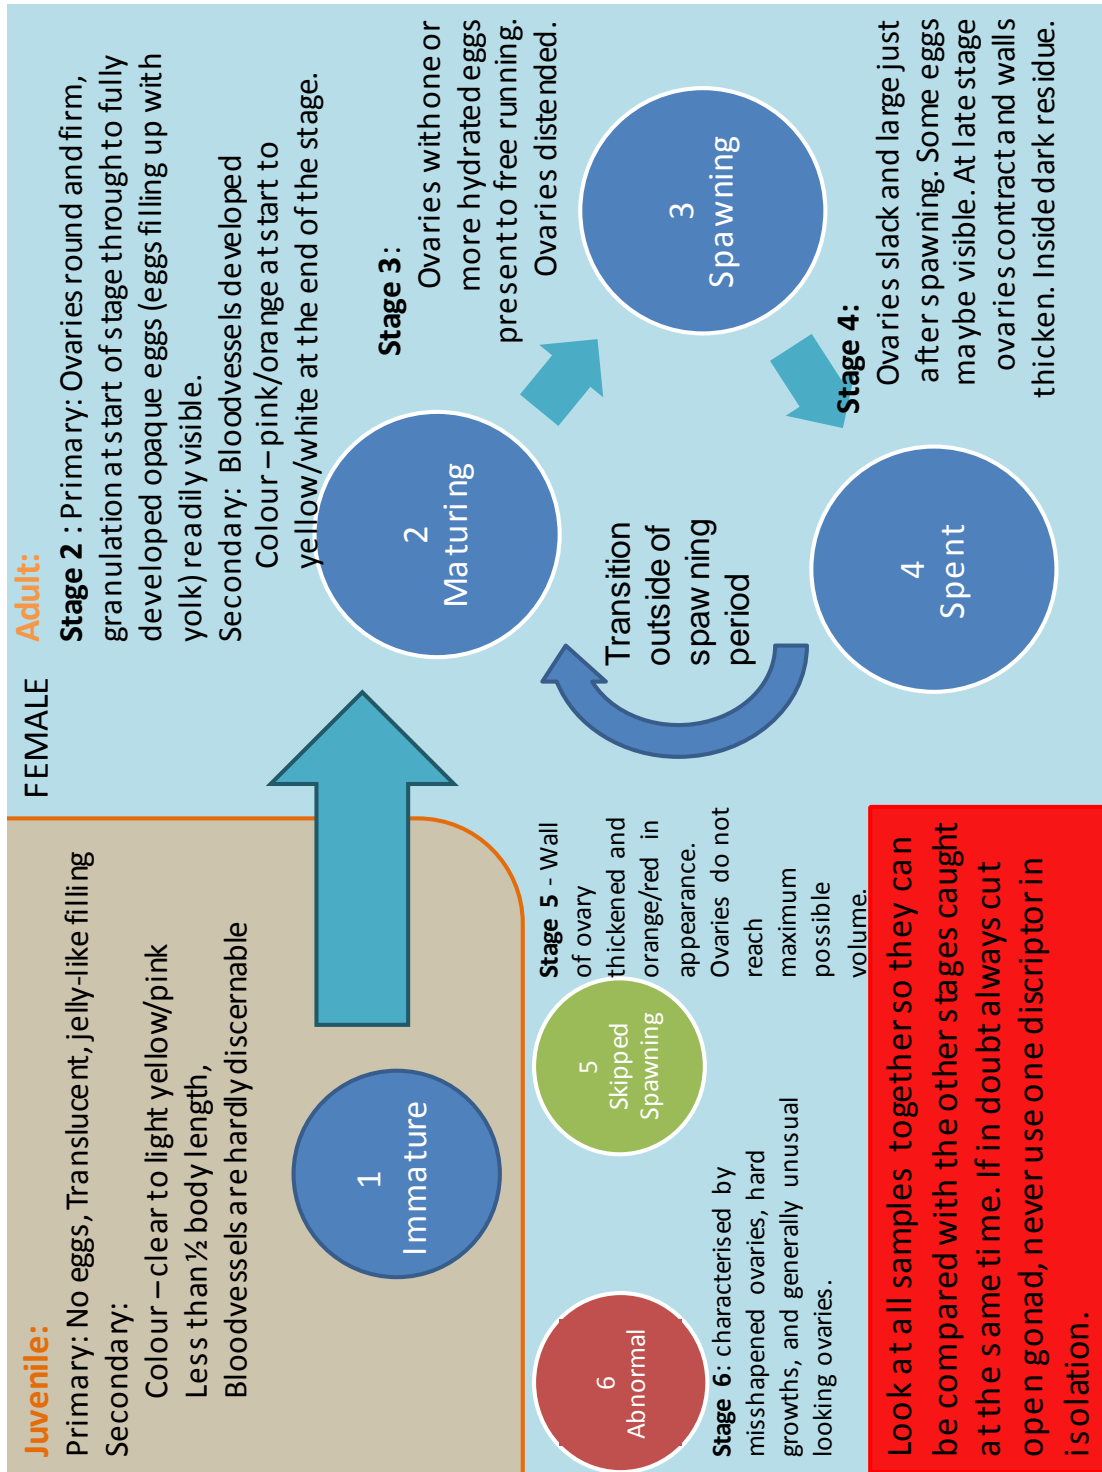 Juvenile:
Primary: No eggs, Translucent, jelly-like filling
Secondary:
Colour – clear to light yellow/pink
Less than ½ body length,
Bloodvessels are hardly discernable
1
Immature
FEMALE
Adult:
Stage 2 : Primary: Ovaries round and firm,
granulation at start of stage through to fully
developed opaque eggs (eggs filling up with
yolk) readily visible.
Secondary: Bloodvessels developed
Colour – pink/orange at start to
yellow/white at the end of the stage.
2
Maturing
Stage 3:
Ovaries with one or
more hydrated eggs
present to free running.
Ovaries distended.
3
Spawning
Transition
outside of
spaw ning
period
Stage 4:
Ovaries slack and large just
after spawning. Some eggs
maybe visible. At late stage
ovaries contract and walls
thicken. Inside dark residue.
4
Spent
5
Skipped
Spawning
Stage 5 - Wall
of ovary
thickened and
orange/red in
appearance.
Ovaries do not
reach
maximum
possible
volume.
6
Abnormal
Stage 6: characterised by
misshapened ovaries, hard
growths, and generally unusual
looking ovaries.
Look at all samples together so they can
be compared with the other stages caught
at the same time. If in doubt always cut
open gonad, never use one discriptor in
isolation.